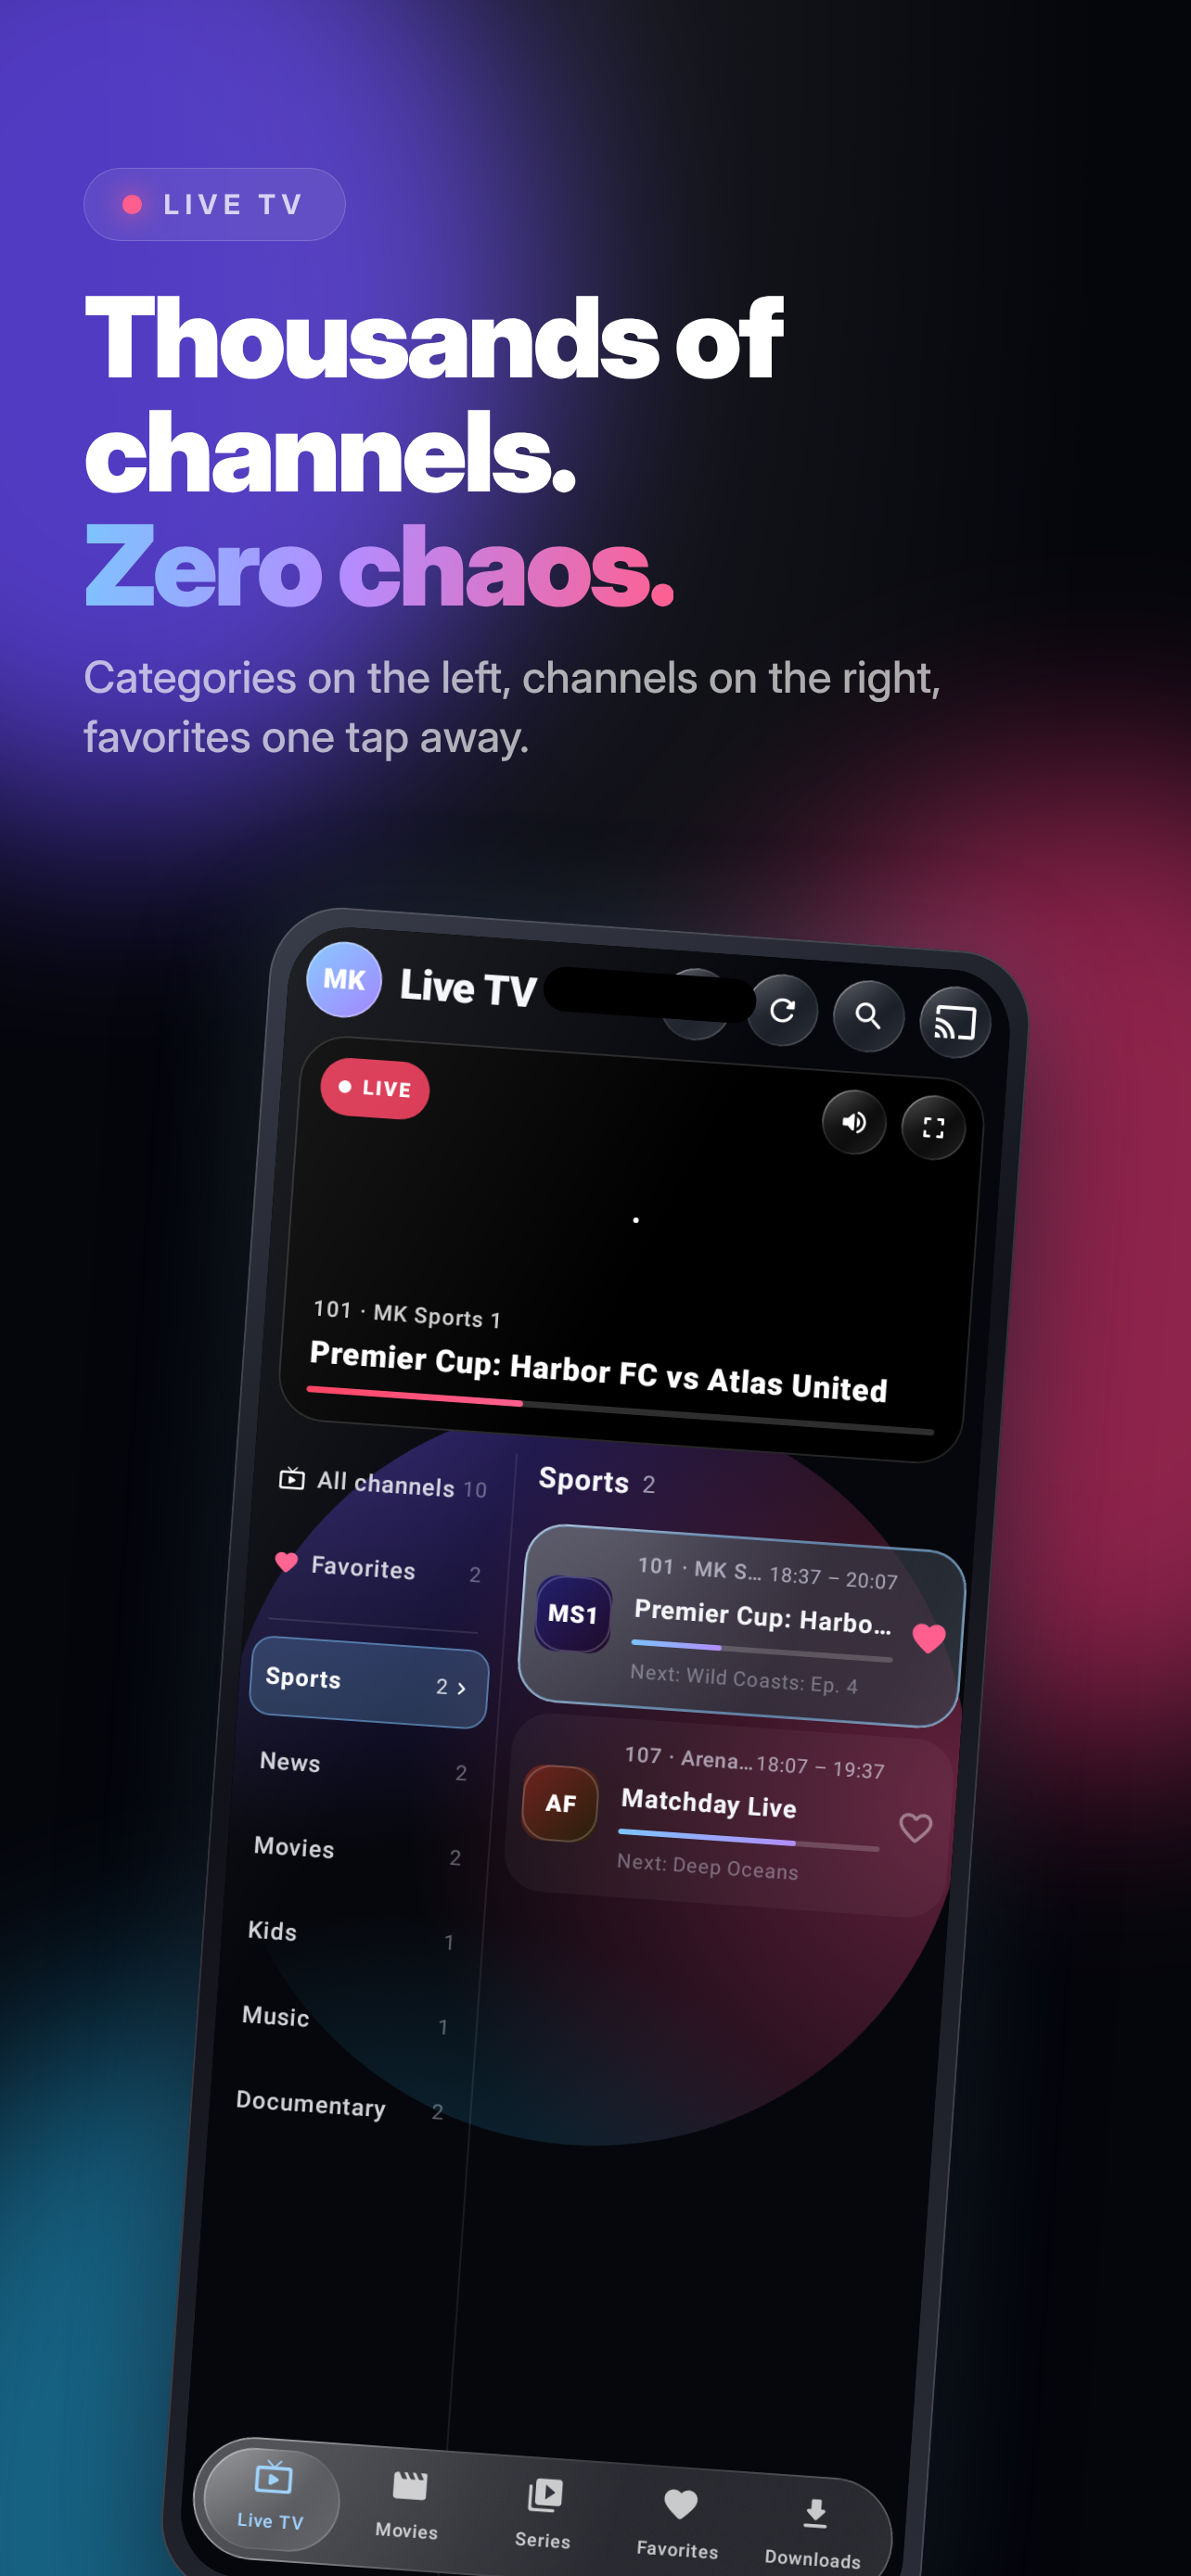 LIVE TV
Thousands of
channels.
Zero chaos.
Categories on the left, channels on the right,
favorites one tap away.
MK
Live TV
LIVE
101 · MK Sports 1
Premier Cup: Harbor FC vs Atlas United
All channels 10
Favorites 2
Sports 2
News 2
Movies 2
Kids 1
Music 1
Documentary 2
Sports 2
MS1
101 · MK S... 18:37 – 20:07
Premier Cup: Harbo...
Next: Wild Coasts: Ep. 4
AF
107 · Arena... 18:07 – 19:37
Matchday Live
Next: Deep Oceans
Live TV
Movies
Series
Favorites
Downloads